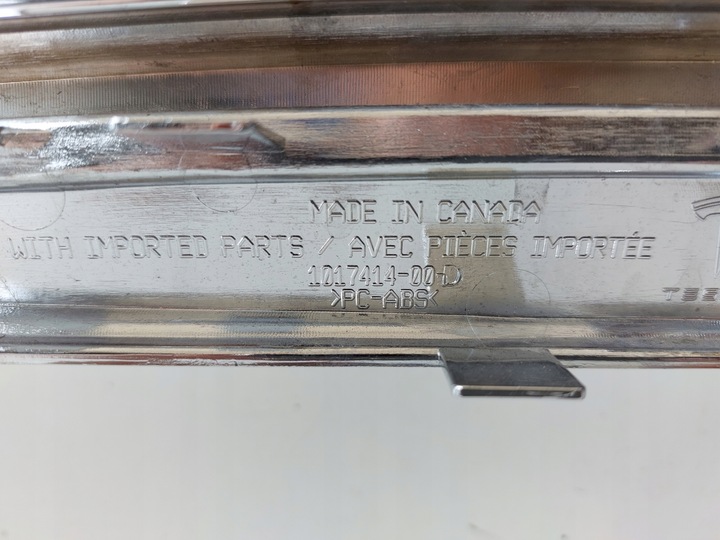 MADE IN CANADA
WITH IMPORTED PARTS / AVEC PIÈCES IMPORTÉE
1017414-00-D
>PC-ABS<